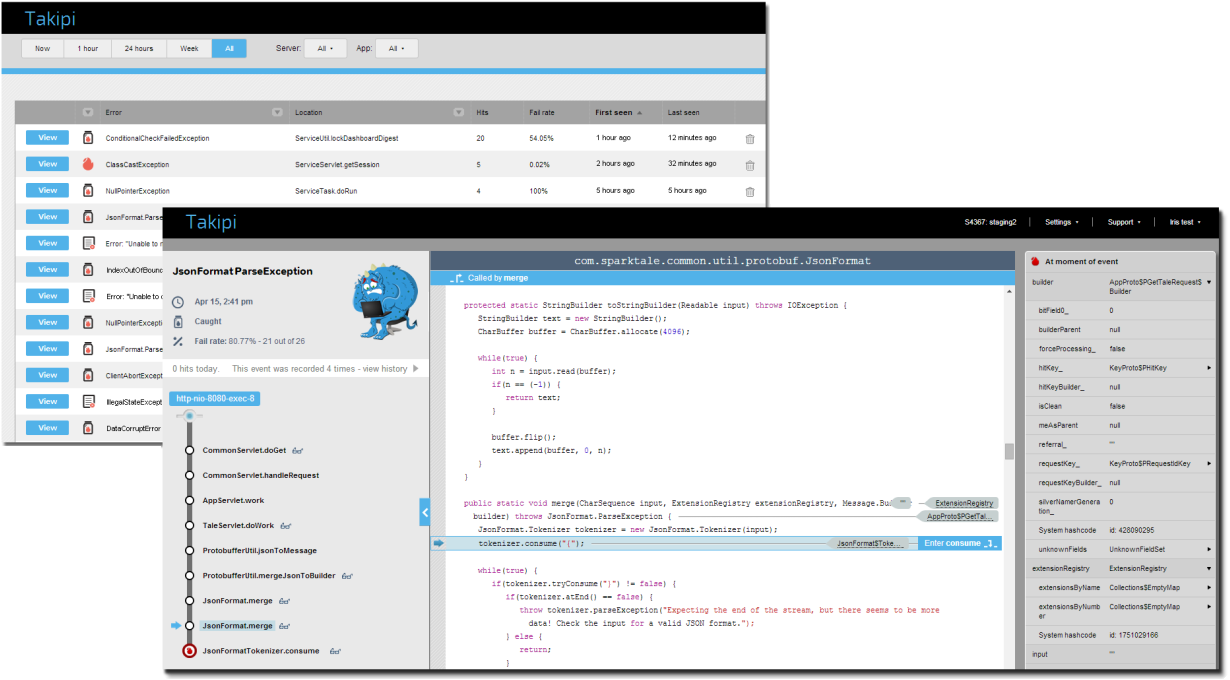 Takipi
Now 1 hour 24 hours Week All Server: All App: All
Error Location Hits Fail rate First seen Last seen
View ConditionalCheckFailedException ServiceUtil.lockDashboardDigest 20 54.05% 1 hour ago 12 minutes ago
View ClassCastException ServiceServlet.getSession 5 0.02% 2 hours ago 32 minutes ago
View NullPointerException ServiceTask.doRun 4 100% 5 hours ago 5 hours ago
View JsonFormat.Parse
View Error: "Unable to
View IndexOutOfBound
View Error: "Unable to
View NullPointerExcepti
View JsonFormat.Parse
View ClientAbortExcept
View IllegalStateExcept
View DataCorruptError
Takipi S4367: staging2 Settings Support Iris test
JsonFormat ParseException
Apr 15, 2:41 pm
Caught
Fail rate: 80.77% - 21 out of 26
0 hits today. This event was recorded 4 times - view history
http-nio-8080-exec-8
CommonServlet.doGet
CommonServlet.handleRequest
AppServlet.work
TaleServlet.doWork
ProtobufferUtil.jsonToMessage
ProtobufferUtil.mergeJsonToBuilder
JsonFormat.merge
JsonFormat.merge
JsonFormatTokenizer.consume
com.sparktale.common.util.protobuf.JsonFormat
Called by merge
protected static StringBuilder toStringBuilder(Readable input) throws IOException {
StringBuilder text = new StringBuilder();
CharBuffer buffer = CharBuffer.allocate(4096);
while(true) {
int n = input.read(buffer);
if(n == (-1)) {
return text;
}
buffer.flip();
text.append(buffer, 0, n);
}
}
public static void merge(CharSequence input, ExtensionRegistry extensionRegistry, Message.Bu "" ExtensionRegistry
builder) throws JsonFormat.ParseException { AppProto$PGetTal...
JsonFormat.Tokenizer tokenizer = new JsonFormat.Tokenizer(input);
tokenizer.consume("{"); JsonFormat$Toke... Enter consume
while(true) {
if(tokenizer.tryConsume("}") != false) {
if(tokenizer.atEnd() == false) {
throw tokenizer.parseException("Expecting the end of the stream, but there seems to be more
data! Check the input for a valid JSON format.");
} else {
return;
}
At moment of event
builder AppProto$PGetTaleRequest$
Builder
bitField0_ 0
builderParent null
forceProcessing_ false
hitKey_ KeyProto$PHitKey
hitKeyBuilder_ null
isClean false
meAsParent null
referral_ ""
requestKey_ KeyProto$PRequestIdKey
requestKeyBuilder_ null
silverNamerGenera 0
tion_
System hashcode id: 428090295
unknownFields UnknownFieldSet
extensionRegistry ExtensionRegistry
extensionsByName Collections$EmptyMap
extensionsByNumb Collections$EmptyMap
er
System hashcode id: 1751029166
input ""